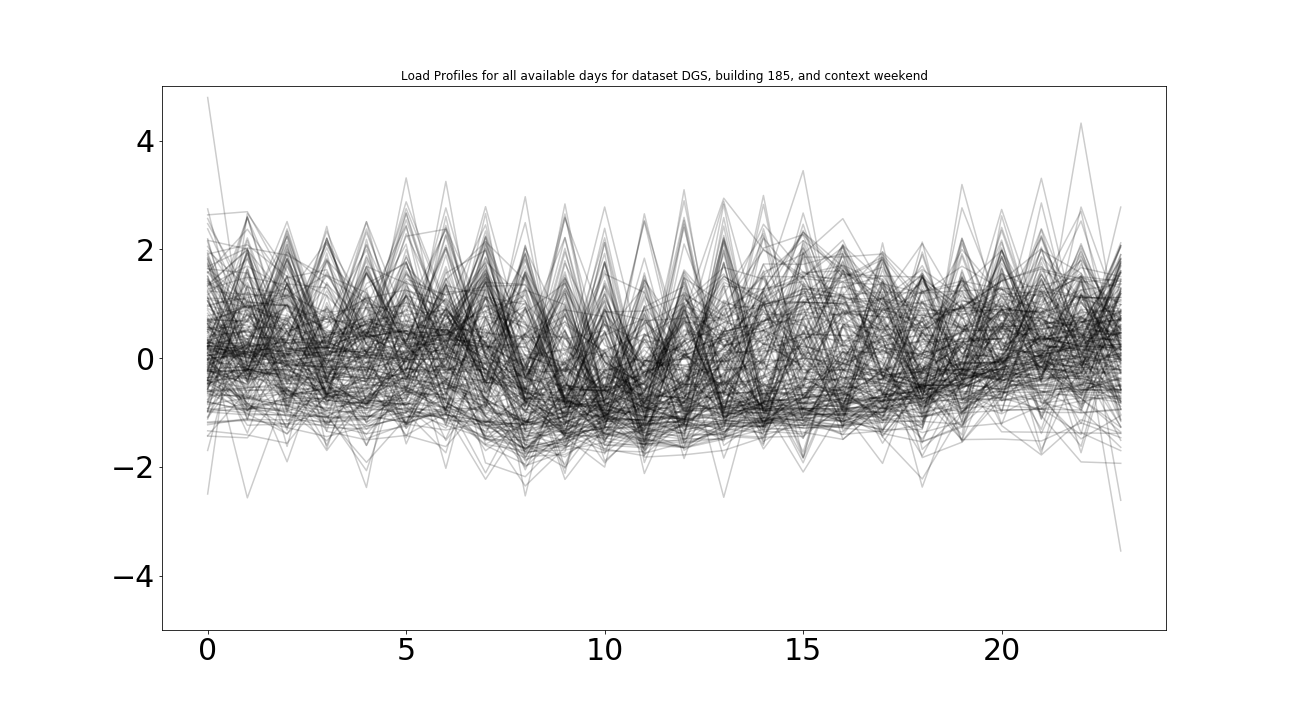 Load Profiles for all available days for dataset DGS, building 185, and context weekend
4
2
0
−2
−4
0 5 10 15 20